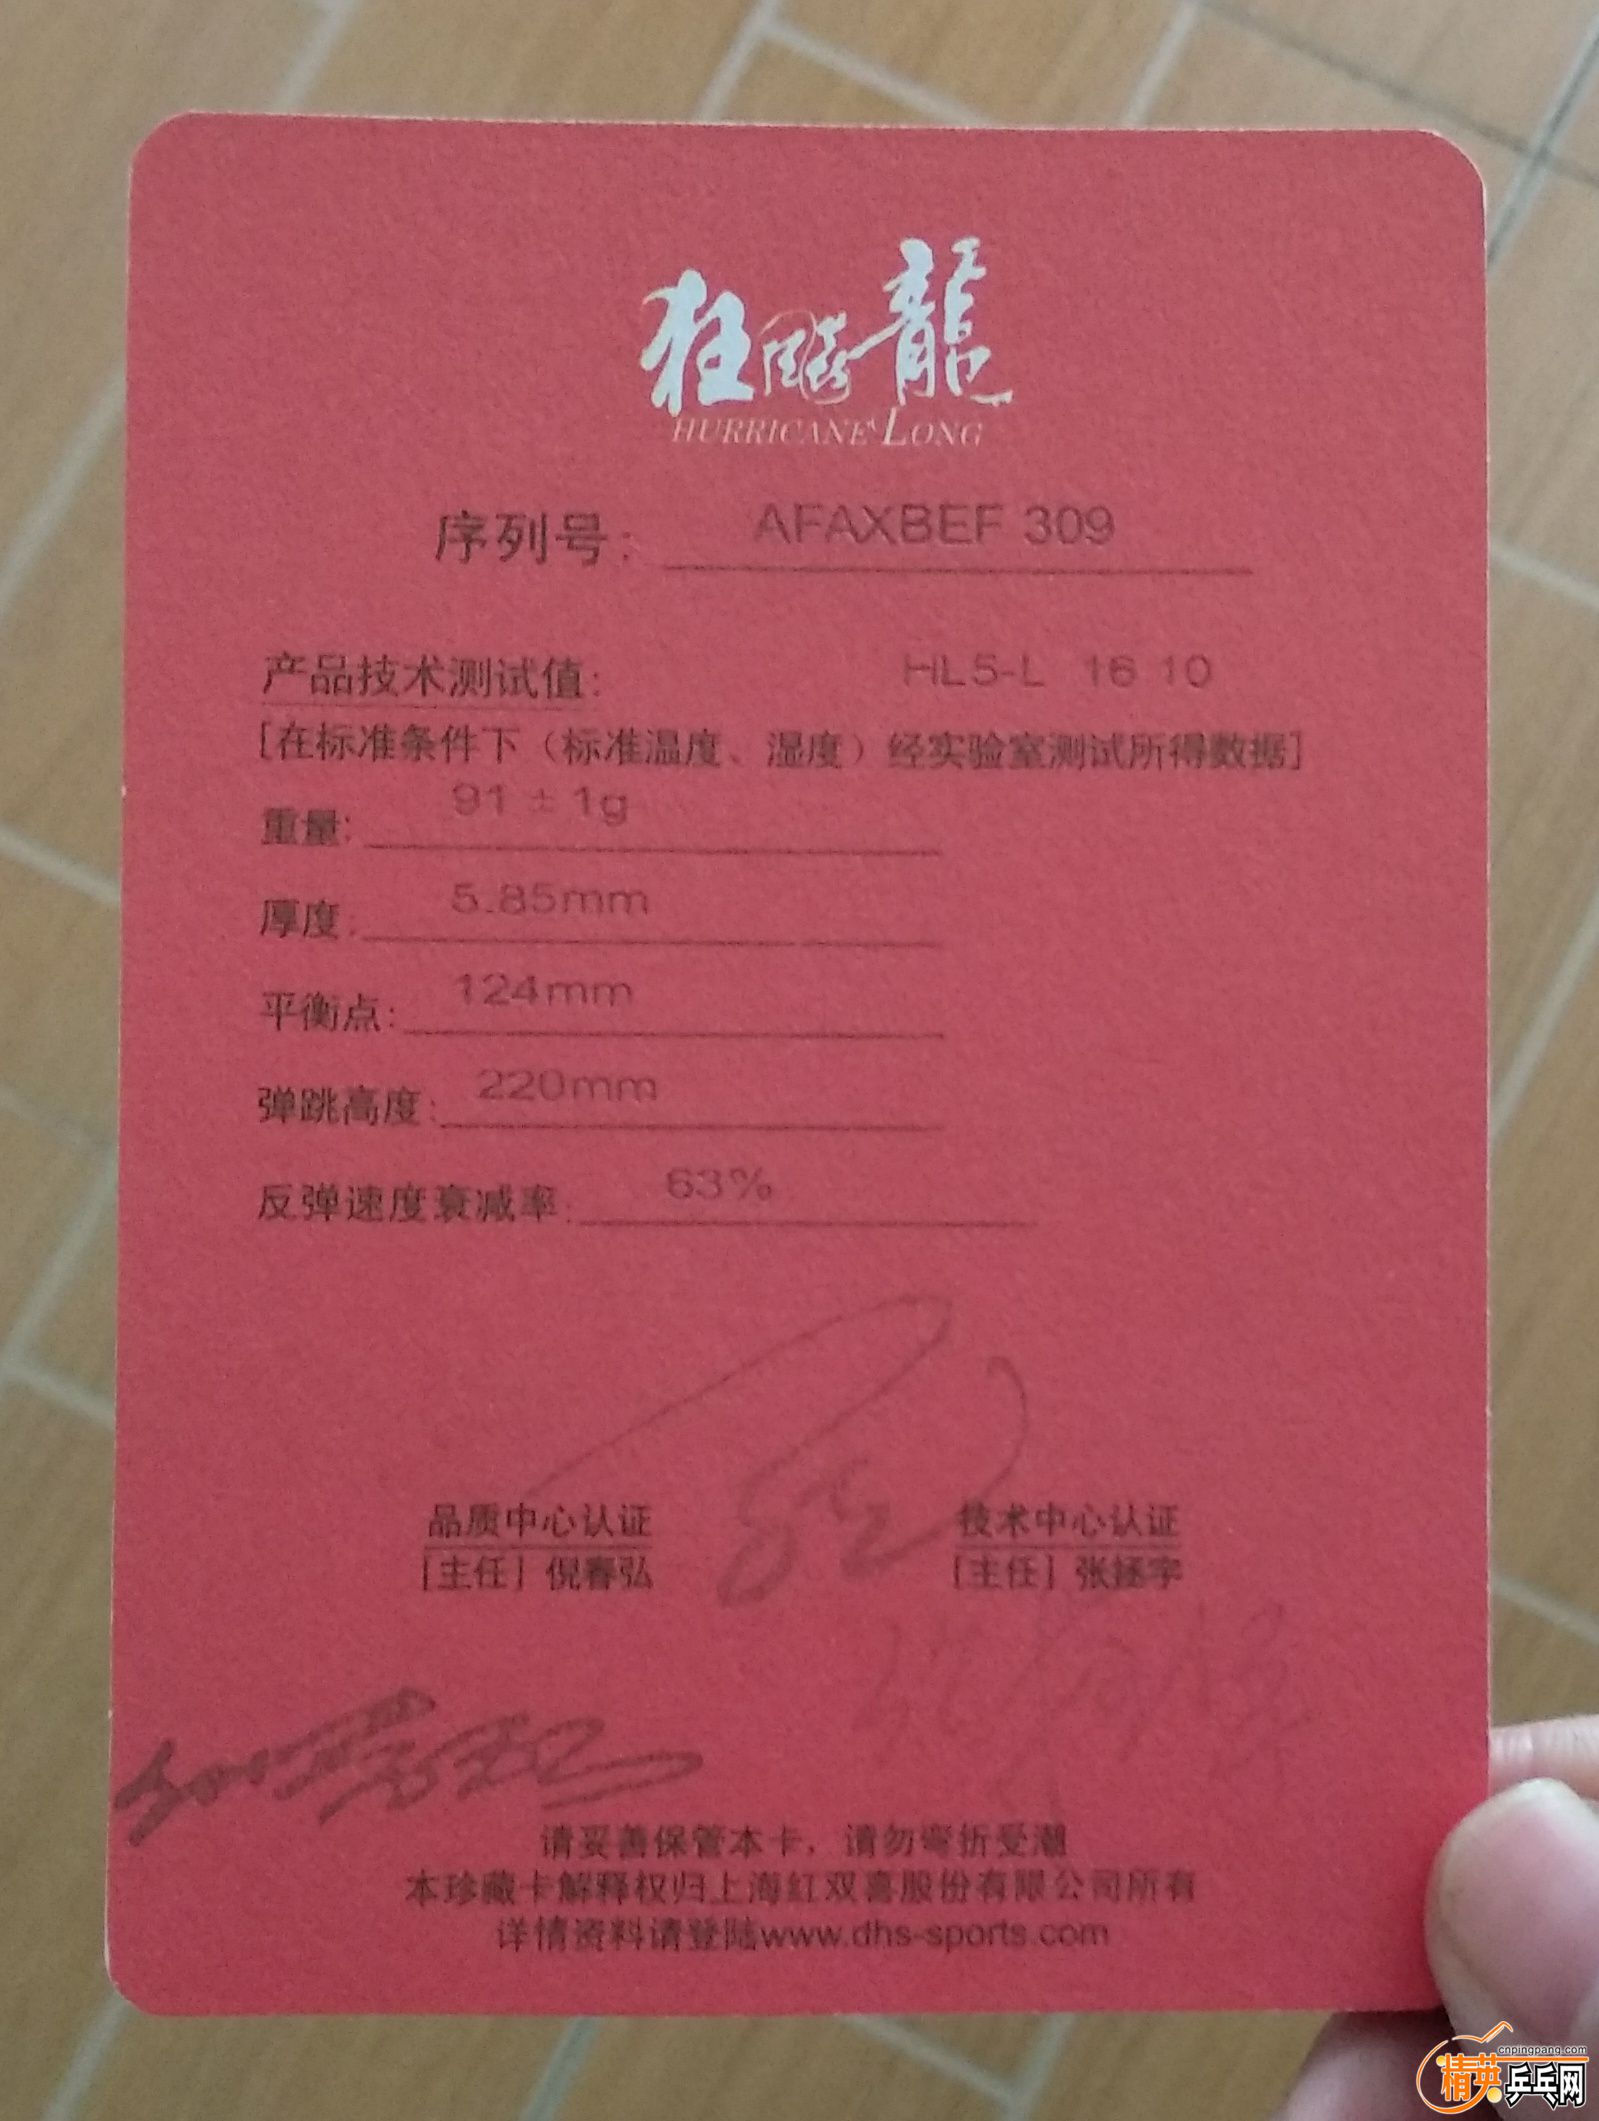 狂飚龍
HURRICANE LONG
序列号: AFAXBEF 309
产品技术测试值: HL5-L 16 10
[在标准条件下（标准温度、湿度）经实验室测试所得数据]
重量: 91 ± 1g
厚度: 5.85mm
平衡点: 124mm
弹跳高度: 220mm
反弹速度衰减率: 63%
品质中心认证 技术中心认证
[主任] 倪春弘 [主任] 张拯宇
请妥善保管本卡，请勿弯折受潮
本珍藏卡解释权归上海紅双喜股份有限公司所有
详情资料请登陆www.dhs-sports.com
cnpingpang.com
精英乒乓网